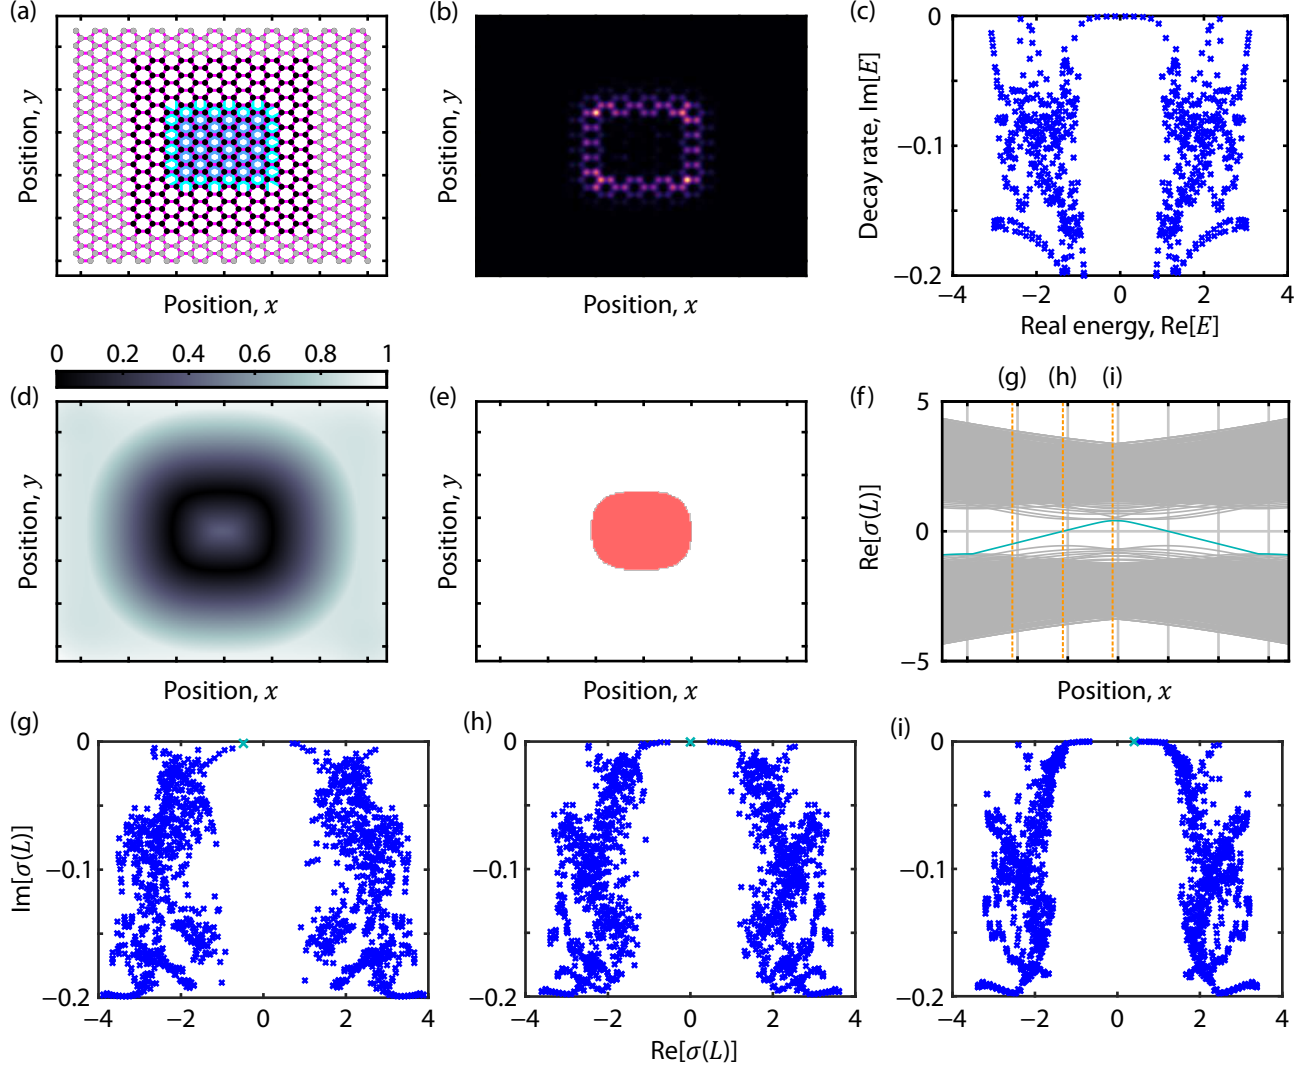 (a)
Position, y
Position, x
(b)
Position, y
Position, x
(c)
Decay rate, Im[E]
0
−0.1
−0.2
−4 −2 0 2 4
Real energy, Re[E]
0 0.2 0.4 0.6 0.8 1
(d)
Position, y
Position, x
(e)
Position, y
Position, x
(f)
(g) (h) (i)
Re[σ(L)]
5
0
−5
Position, x
(g)
Im[σ(L)]
0
−0.1
−0.2
−4 −2 0 2 4
(h)
0
−0.1
−0.2
−4 −2 0 2 4
Re[σ(L)]
(i)
0
−0.1
−0.2
−4 −2 0 2 4